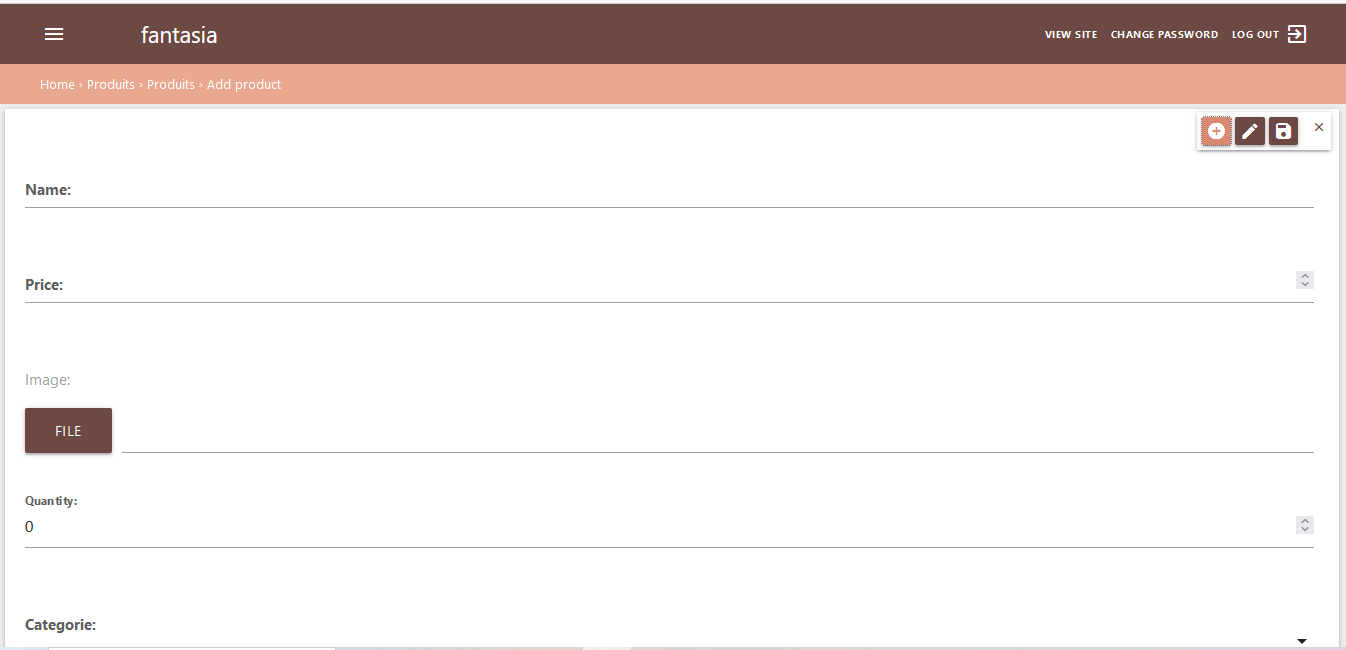 fantasia
VIEW SITE CHANGE PASSWORD LOG OUT
Home › Produits › Produits › Add product
Name:
Price:
Image:
FILE
Quantity:
0
Categorie: